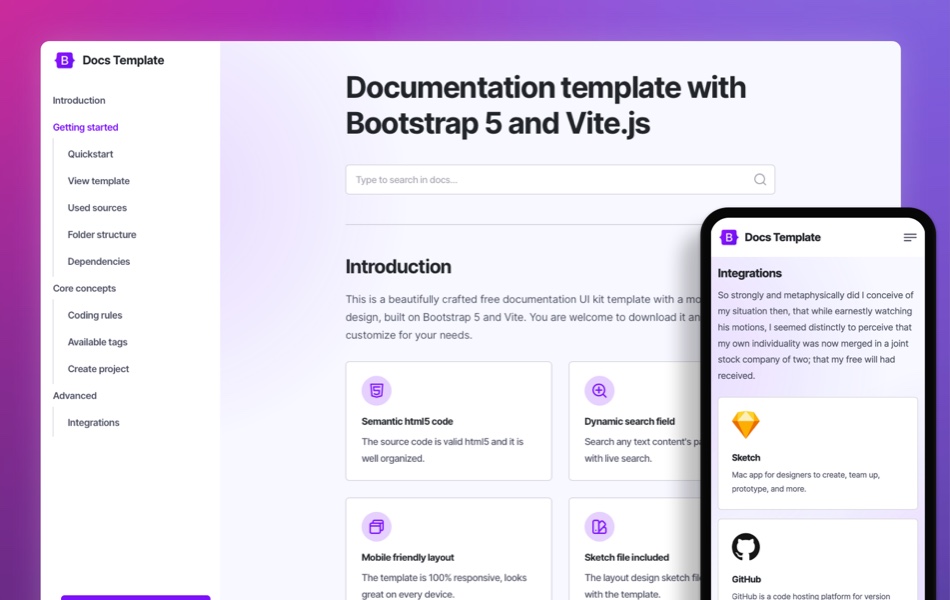 B Docs Template
Introduction
Getting started
Quickstart
View template
Used sources
Folder structure
Dependencies
Core concepts
Coding rules
Available tags
Create project
Advanced
Integrations
Documentation template with
Bootstrap 5 and Vite.js
Type to search in docs...
Introduction
This is a beautifully crafted free documentation UI kit template with a
design, built on Bootstrap 5 and Vite. You are welcome to download it
customize for your needs.
Semantic html5 code
The source code is valid html5 and it is
well organized.
Dynamic search field
Search any text content's
with live search.
Mobile friendly layout
The template is 100% responsive, looks
great on every device.
Sketch file included
The layout design sketch
with the template.
B Docs Template
Integrations
So strongly and metaphysically did I conceive of
my situation then, that while earnestly watching
his motions, I seemed distinctly to perceive that
my own individuality was now merged in a joint
stock company of two; that my free will had
received.
Sketch
Mac app for designers to create, team up,
prototype, and more.
GitHub
GitHub is a code hosting platform for version